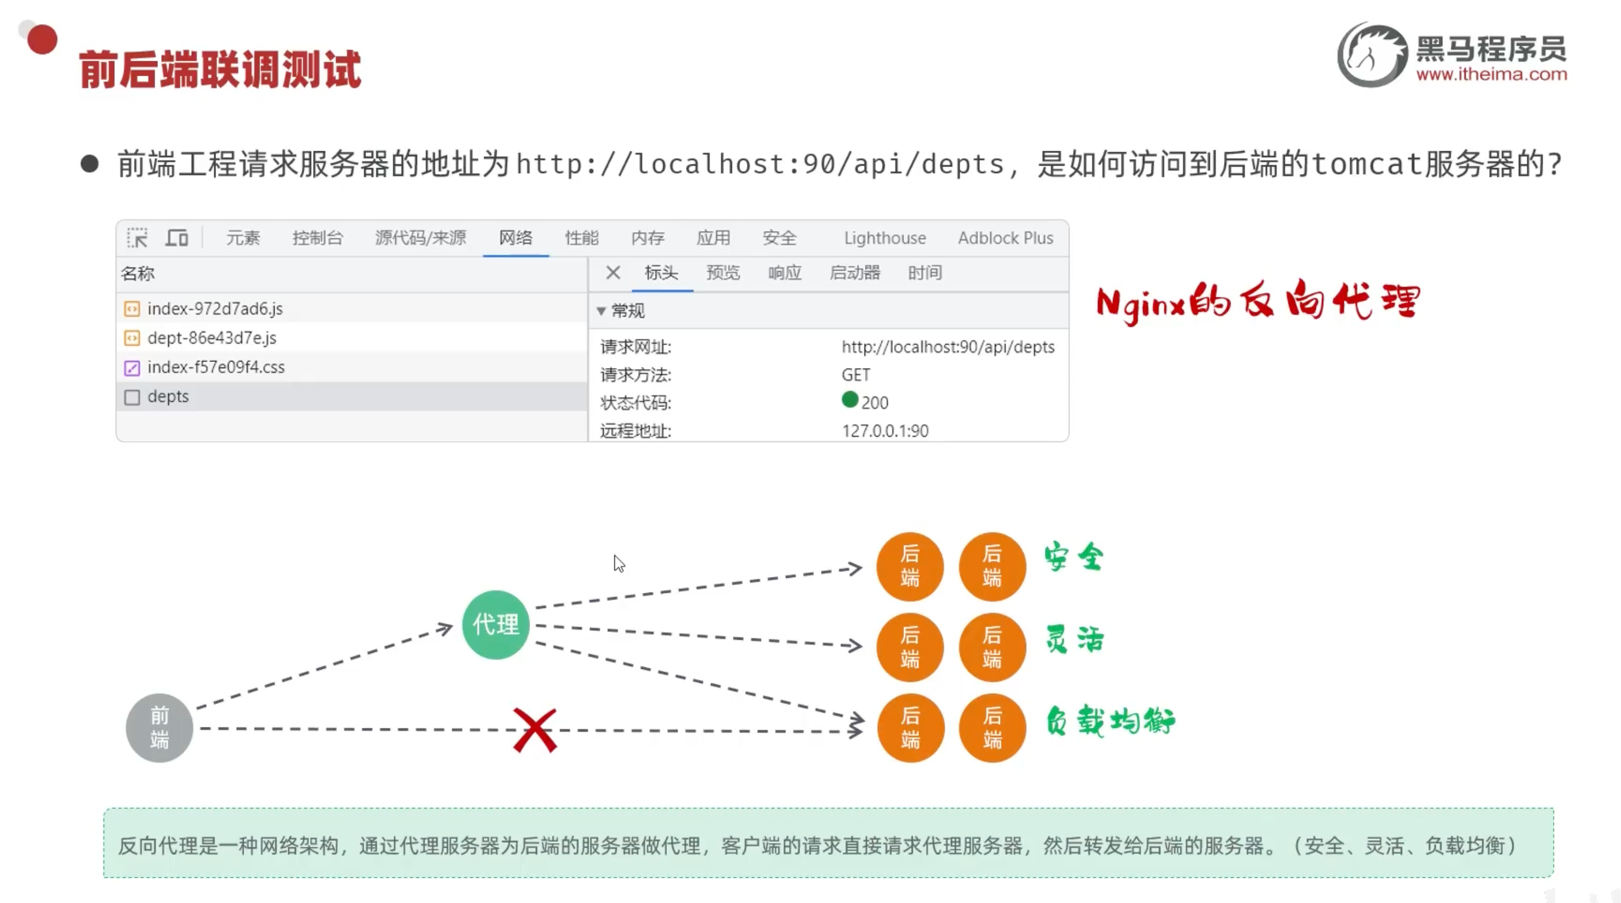 前后端联调测试
黑马程序员
www.itheima.com
● 前端工程请求服务器的地址为http://localhost:90/api/depts，是如何访问到后端的tomcat服务器的？
元素 控制台 源代码/来源 网络 性能 内存 应用 安全 Lighthouse Adblock Plus
名称
标头 预览 响应 启动器 时间
index-972d7ad6.js
dept-86e43d7e.js
index-f57e09f4.css
depts
▼ 常规
请求网址: http://localhost:90/api/depts
请求方法: GET
状态代码: 200
远程地址: 127.0.0.1:90
Nginx的反向代理
前端
代理
后端 后端 安全
后端 后端 灵活
后端 后端 负载均衡
反向代理是一种网络架构，通过代理服务器为后端的服务器做代理，客户端的请求直接请求代理服务器，然后转发给后端的服务器。（安全、灵活、负载均衡）